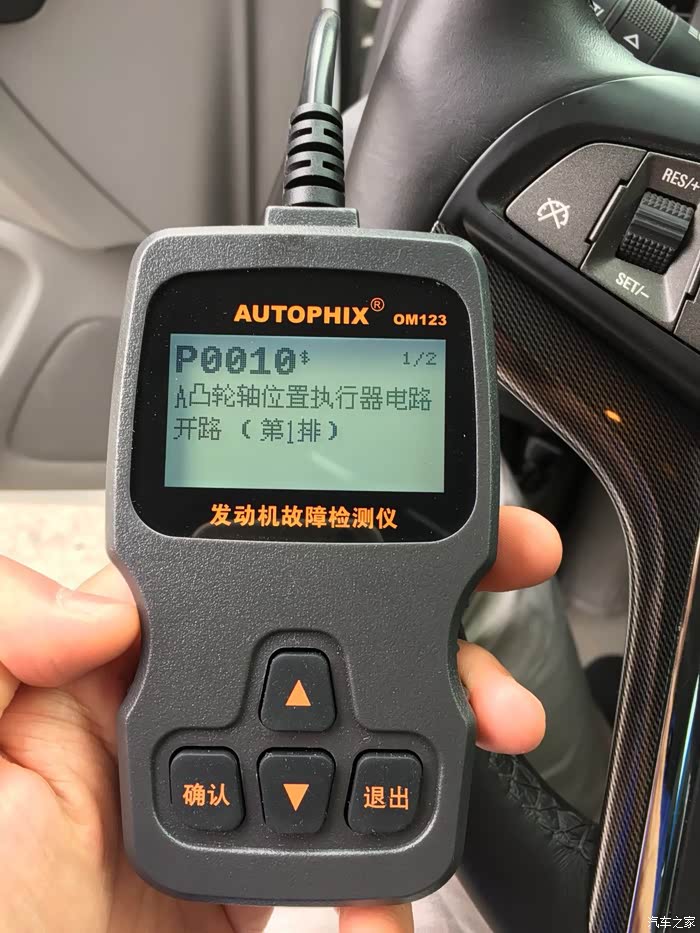 RES/+
SET/−
AUTOPHIX® OM123
P0010$ 1/2
A凸轮轴位置执行器电路
开路（第1排）
发动机故障检测仪
▲
确认 ▼ 退出
汽车之家